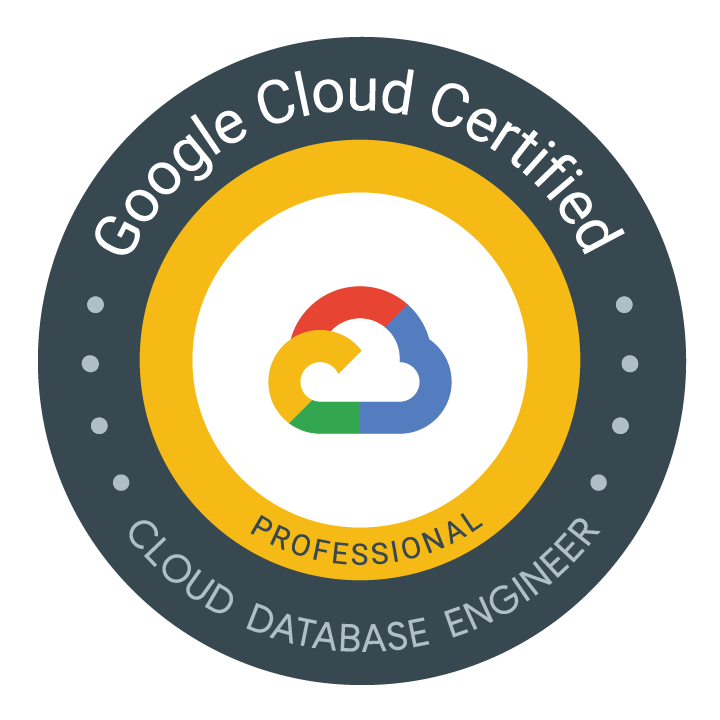 Google Cloud Certified
PROFESSIONAL
CLOUD DATABASE ENGINEER